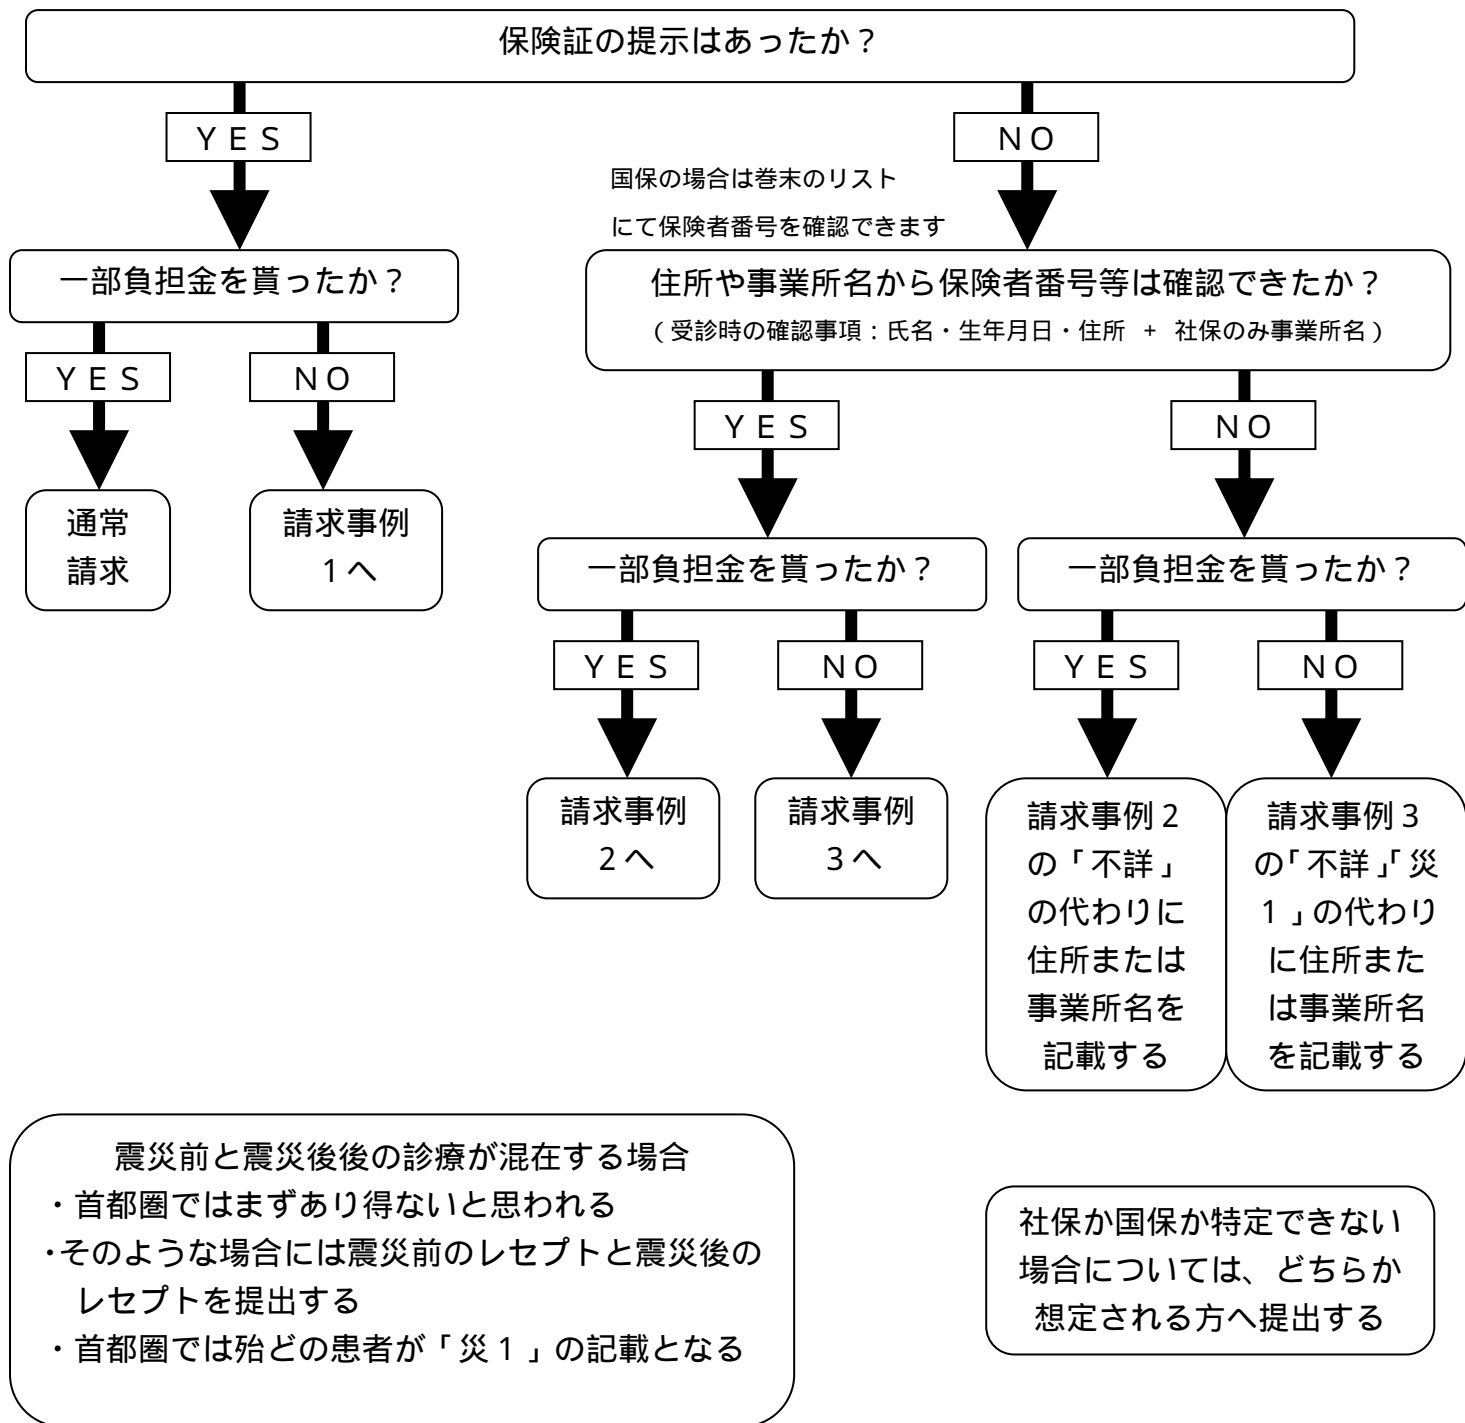 保険証の提示はあったか？
ＹＥＳ
ＮＯ
国保の場合は巻末のリスト
にて保険者番号を確認できます
一部負担金を貰ったか？
住所や事業所名から保険者番号等は確認できたか？
（受診時の確認事項：氏名・生年月日・住所 + 社保のみ事業所名）
ＹＥＳ
ＮＯ
ＹＥＳ
ＮＯ
通常
請求
請求事例
1へ
一部負担金を貰ったか？
一部負担金を貰ったか？
ＹＥＳ
ＮＯ
ＹＥＳ
ＮＯ
請求事例
2へ
請求事例
3へ
請求事例2
の「不詳」
の代わりに
住所または
事業所名を
記載する
請求事例3
の「不詳」「災
1」の代わり
に住所また
は事業所名
を記載する
震災前と震災後後の診療が混在する場合
・首都圏ではまずあり得ないと思われる
・そのような場合には震災前のレセプトと震災後の
レセプトを提出する
・首都圏では殆どの患者が「災1」の記載となる
社保か国保か特定できない
場合については、どちらか
想定される方へ提出する